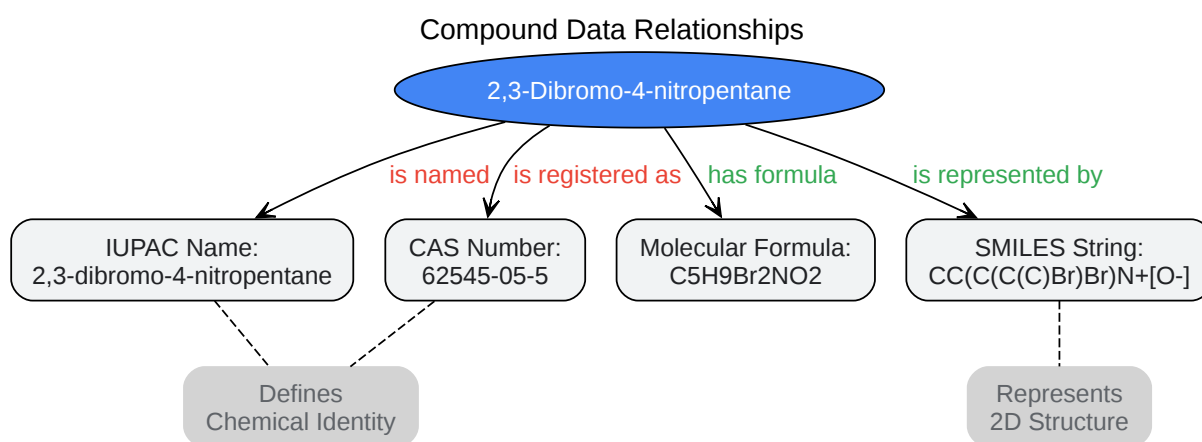 Compound Data Relationships
2,3-Dibromo-4-nitropentane
is named
is registered as
has formula
is represented by
IUPAC Name:
2,3-dibromo-4-nitropentane
CAS Number:
62545-05-5
Molecular Formula:
C5H9Br2NO2
SMILES String:
CC(C(C(C)Br)Br)N+[O-]
Defines
Chemical Identity
Represents
2D Structure